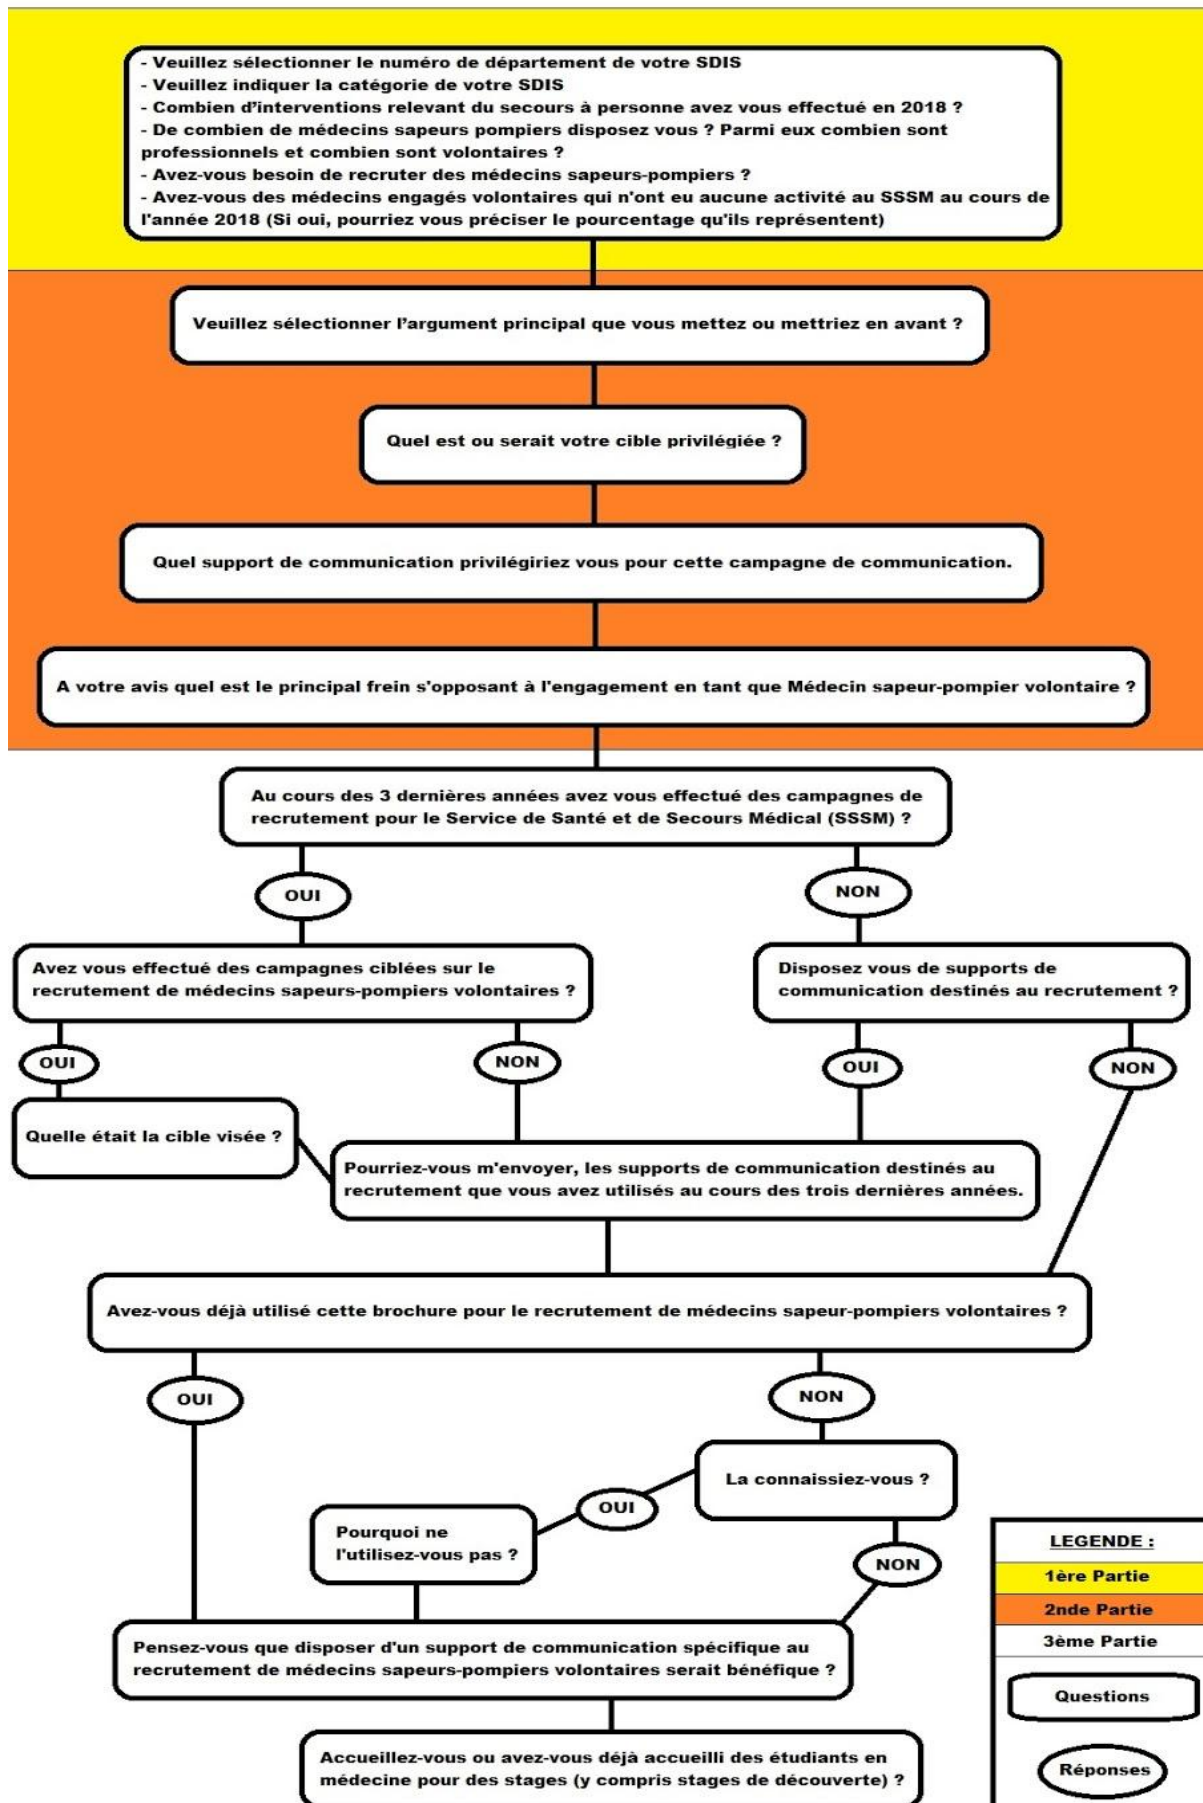 - Veuillez sélectionner le numéro de département de votre SDIS
- Veuillez indiquer la catégorie de votre SDIS
- Combien d'interventions relevant du secours à personne avez vous effectué en 2018 ?
- De combien de médecins sapeurs pompiers disposez vous ? Parmi eux combien sont
professionnels et combien sont volontaires ?
- Avez-vous besoin de recruter des médecins sapeurs-pompiers ?
- Avez-vous des médecins engagés volontaires qui n'ont eu aucune activité au SSSM au cours de
l'année 2018 (Si oui, pourriez vous préciser le pourcentage qu'ils représentent)
Veuillez sélectionner l'argument principal que vous mettez ou mettriez en avant ?
Quel est ou serait votre cible privilégiée ?
Quel support de communication privilégiriez vous pour cette campagne de communication.
A votre avis quel est le principal frein s'opposant à l'engagement en tant que Médecin sapeur-pompier volontaire ?
Au cours des 3 dernières années avez vous effectué des campagnes de
recrutement pour le Service de Santé et de Secours Médical (SSSM) ?
OUI
NON
Avez vous effectué des campagnes ciblées sur le
recrutement de médecins sapeurs-pompiers volontaires ?
Disposez vous de supports de
communication destinés au recrutement ?
OUI
NON
OUI
NON
Quelle était la cible visée ?
Pourriez-vous m'envoyer, les supports de communication destinés au
recrutement que vous avez utilisés au cours des trois dernières années.
Avez-vous déjà utilisé cette brochure pour le recrutement de médecins sapeur-pompiers volontaires ?
OUI
NON
La connaissiez-vous ?
OUI
Pourquoi ne
l'utilisez-vous pas ?
NON
Pensez-vous que disposer d'un support de communication spécifique au
recrutement de médecins sapeurs-pompiers volontaires serait bénéfique ?
Accueillez-vous ou avez-vous déjà accueilli des étudiants en
médecine pour des stages (y compris stages de découverte) ?
LEGENDE :
1ère Partie
2nde Partie
3ème Partie
Questions
Réponses